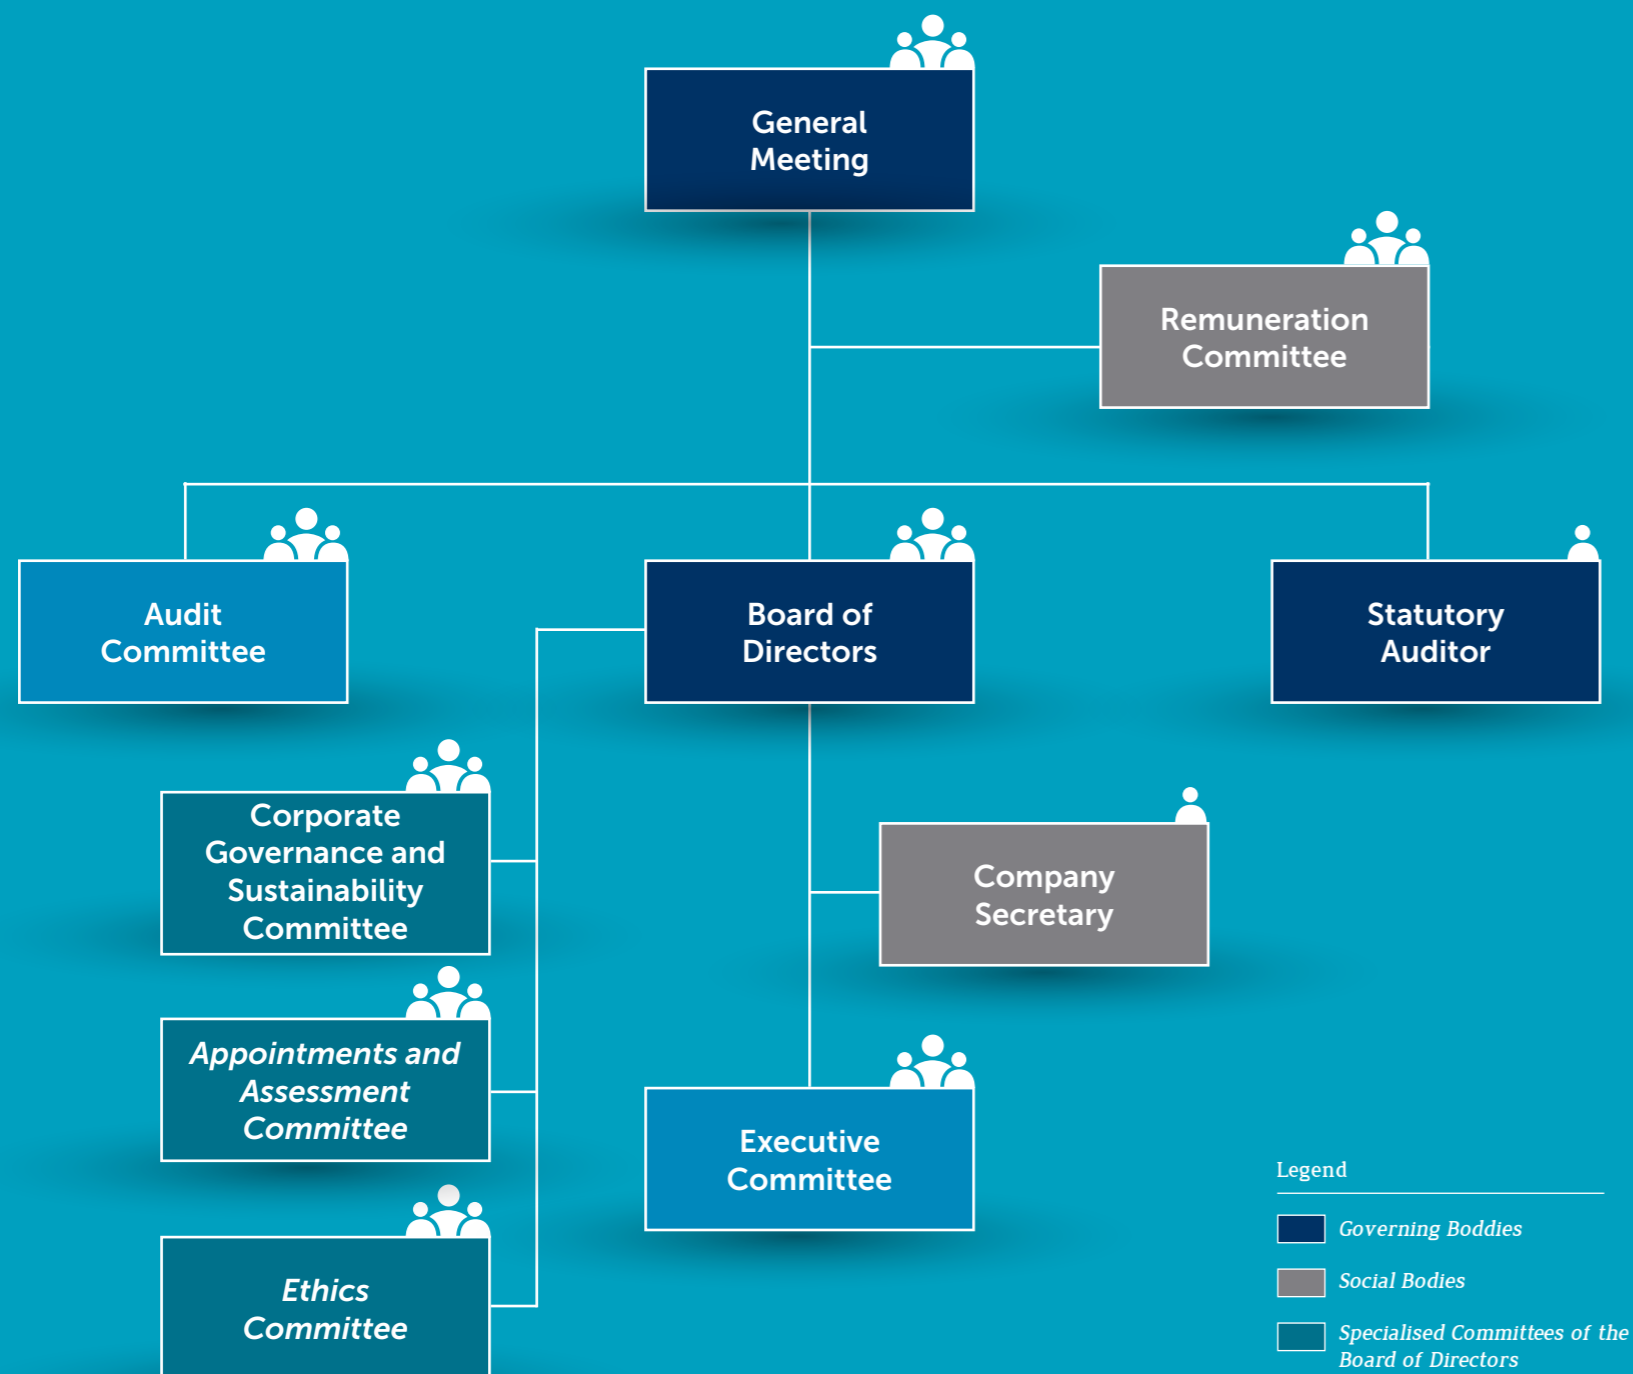 General
Meeting
Remuneration
Committee
Audit
Committee
Board of
Directors
Statutory
Auditor
Corporate
Governance and
Sustainability
Committee
Company
Secretary
Appointments and
Assessment
Committee
Executive
Committee
Ethics
Committee
Legend
Governing Boddies
Social Bodies
Specialised Committees of the
Board of Directors